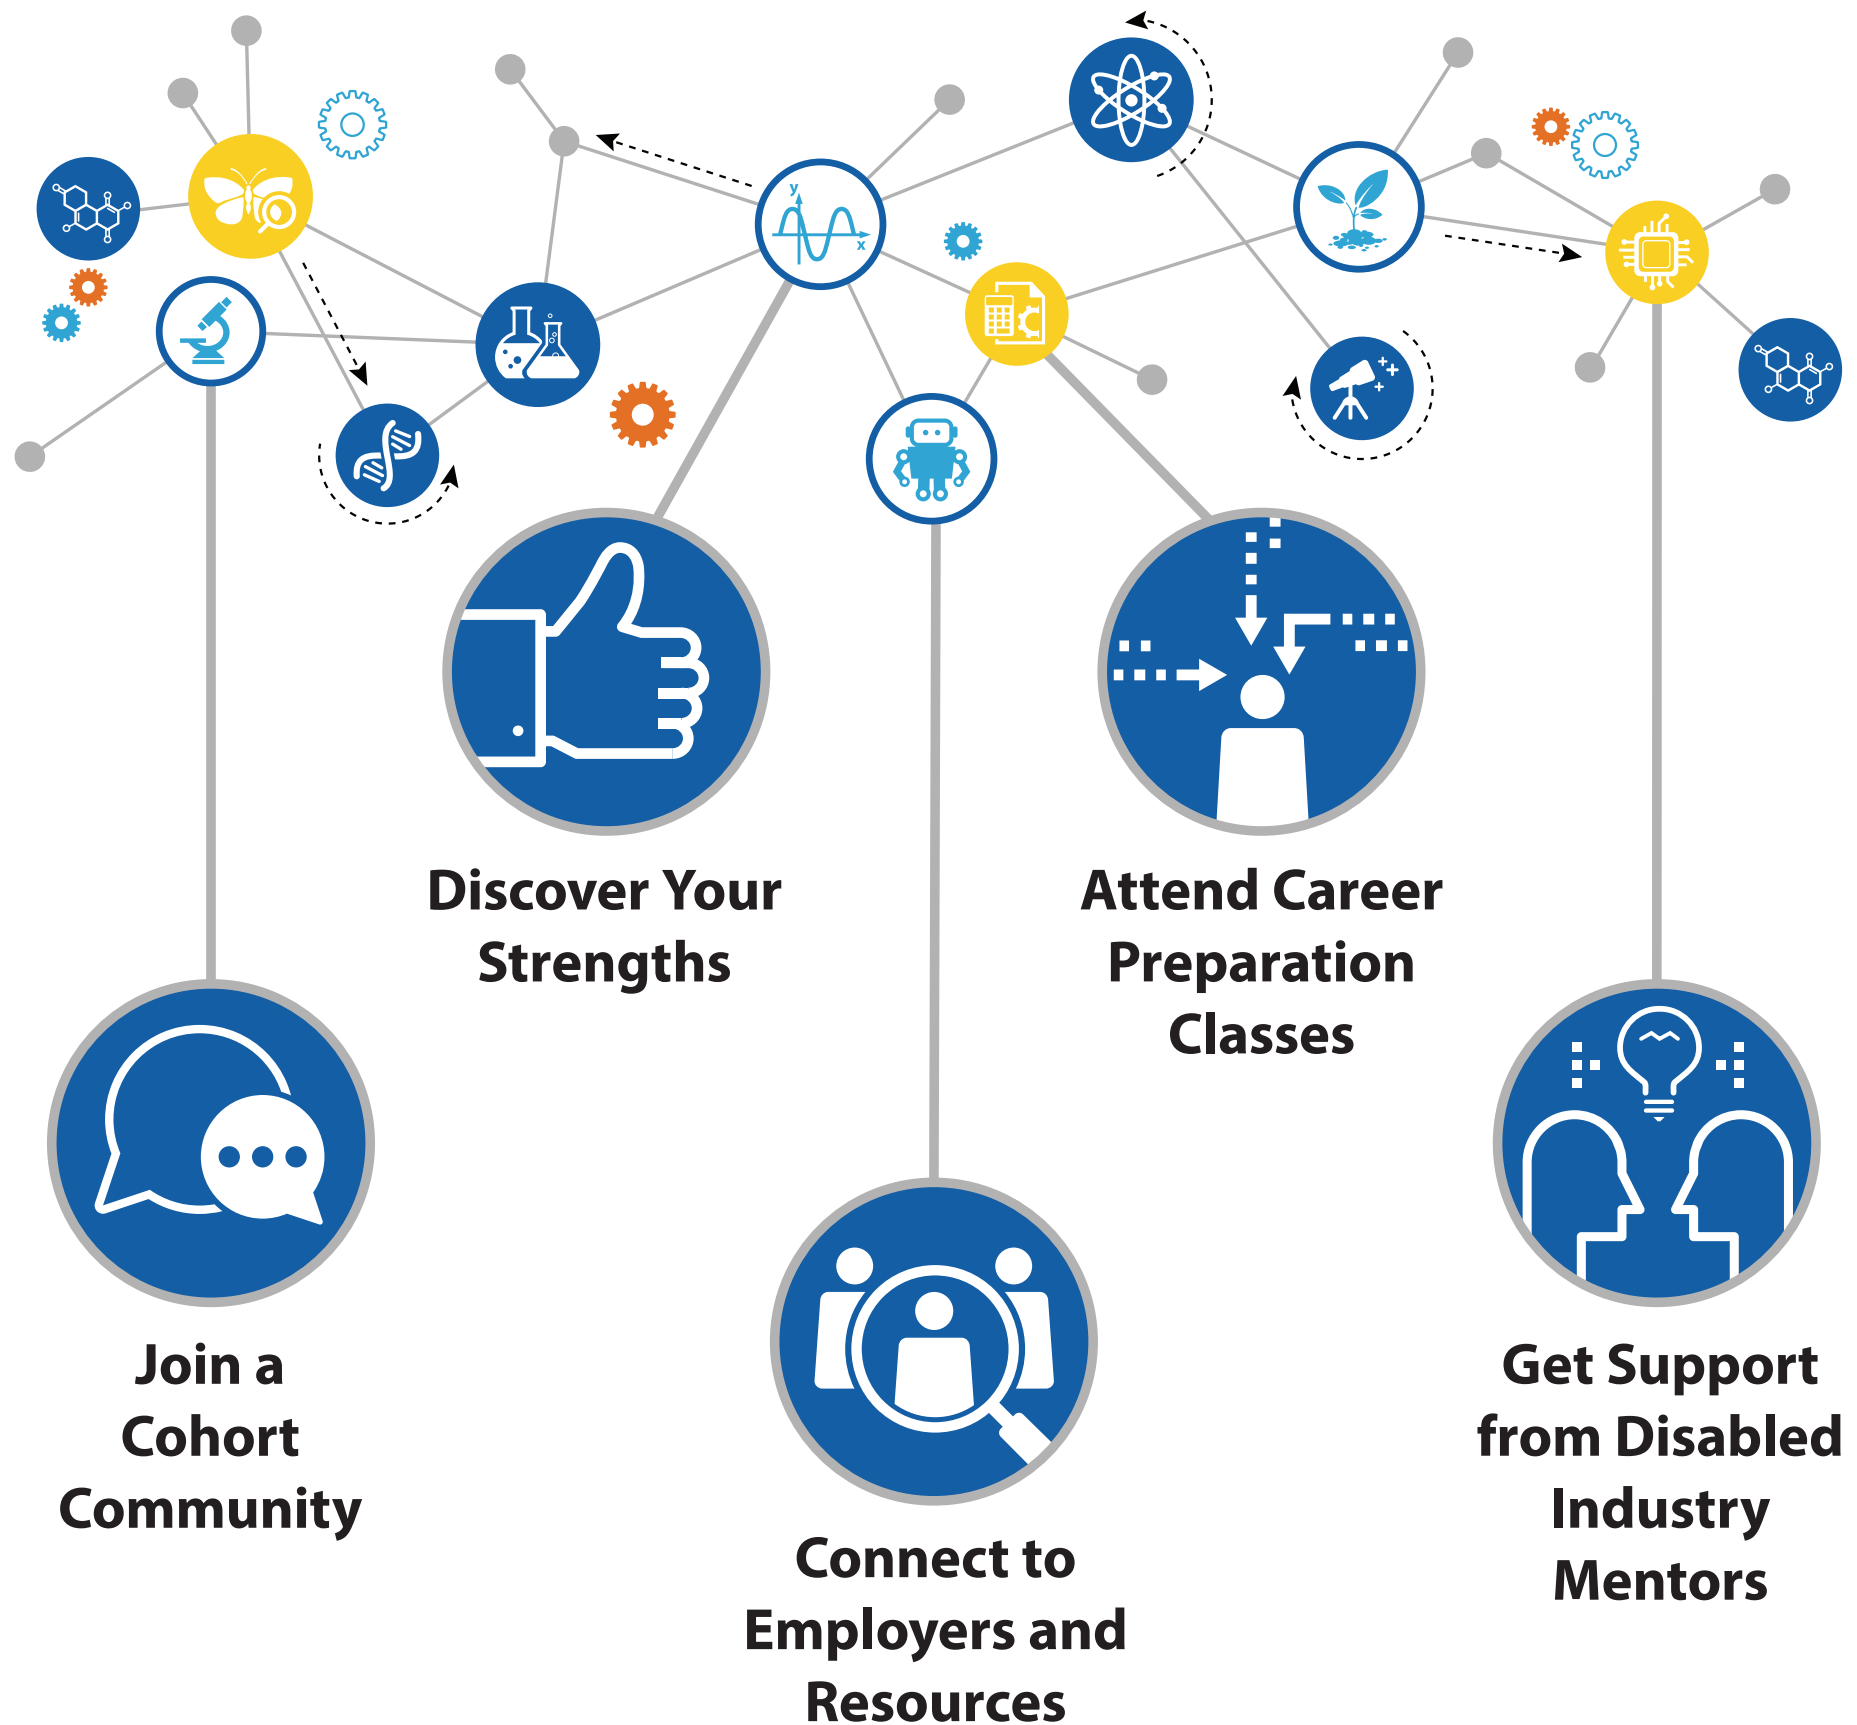 y
x
Discover Your
Strengths
Attend Career
Preparation
Classes
Join a
Cohort
Community
Connect to
Employers and
Resources
Get Support
from Disabled
Industry
Mentors